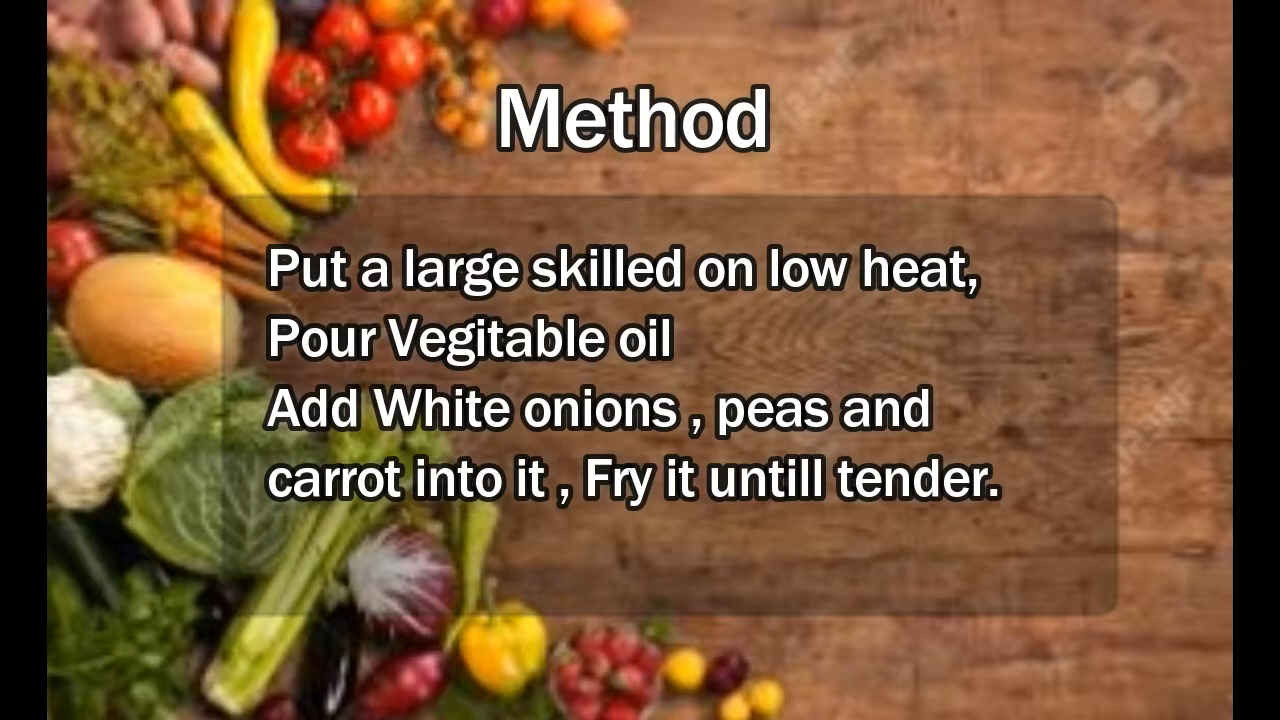 Method
Put a large skilled on low heat,
Pour Vegitable oil
Add White onions , peas and
carrot into it , Fry it untill tender.